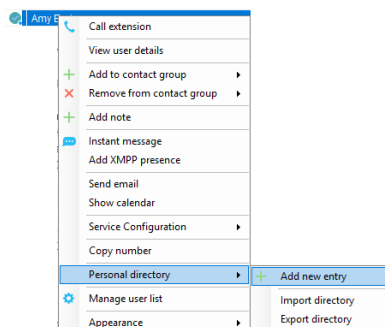 Amy
Call extension
View user details
Add to contact group
Remove from contact group
Add note
Instant message
Add XMPP presence
Send email
Show calendar
Service Configuration
Copy number
Personal directory
Add new entry
Manage user list
Import directory
Appearance
Export directory